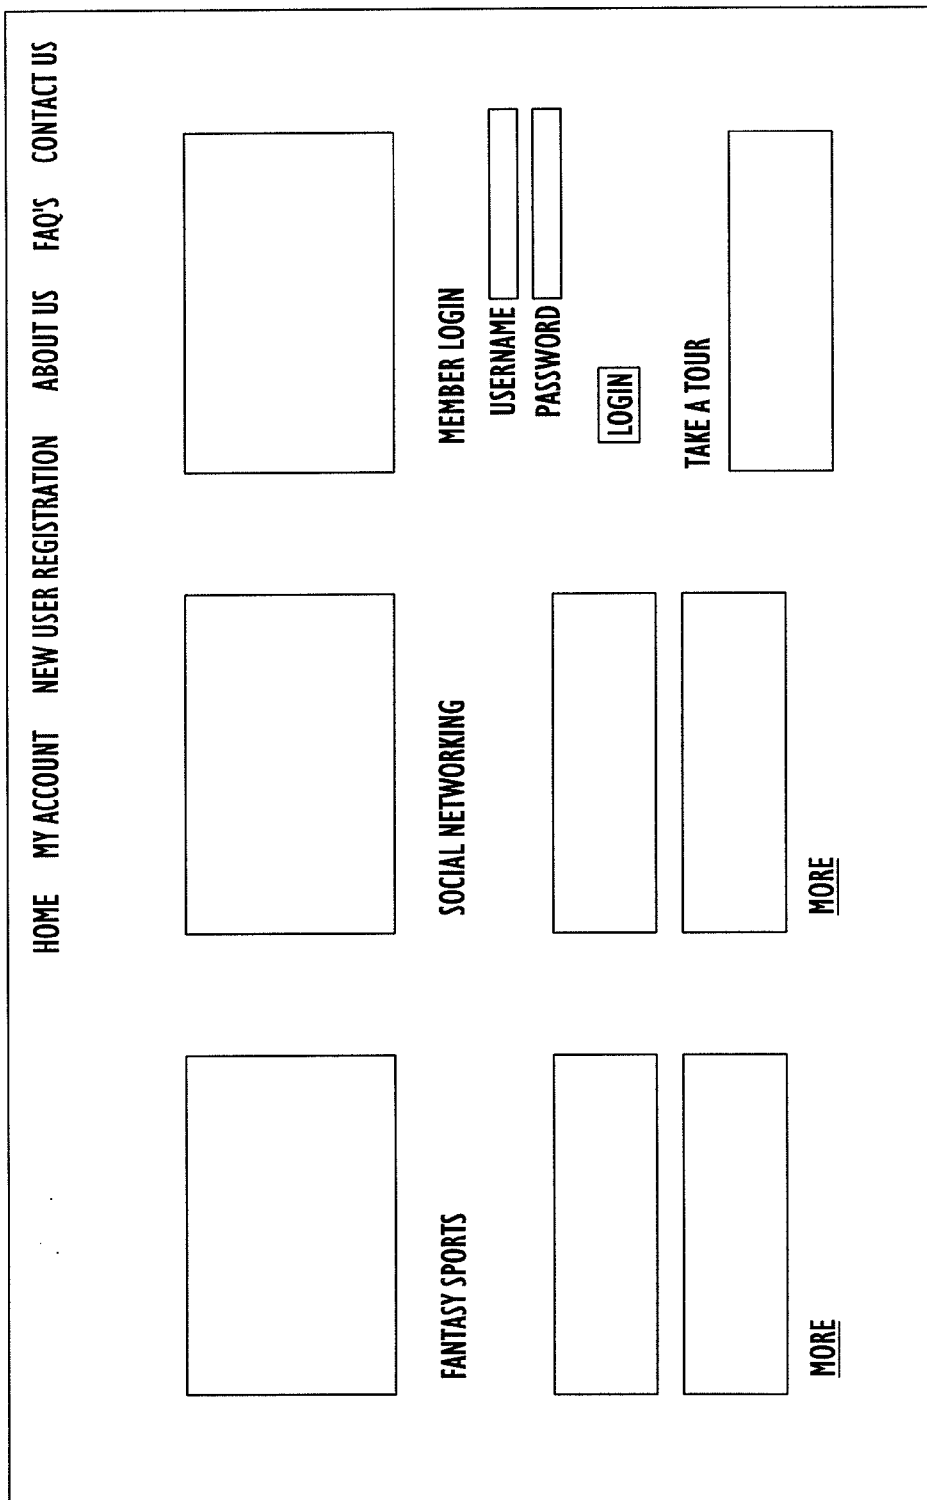 HOME MY ACCOUNT NEW USER REGISTRATION ABOUT US FAQ'S CONTACT US
FANTASY SPORTS
MORE
SOCIAL NETWORKING
MORE
MEMBER LOGIN
USERNAME
PASSWORD
LOGIN
TAKE A TOUR